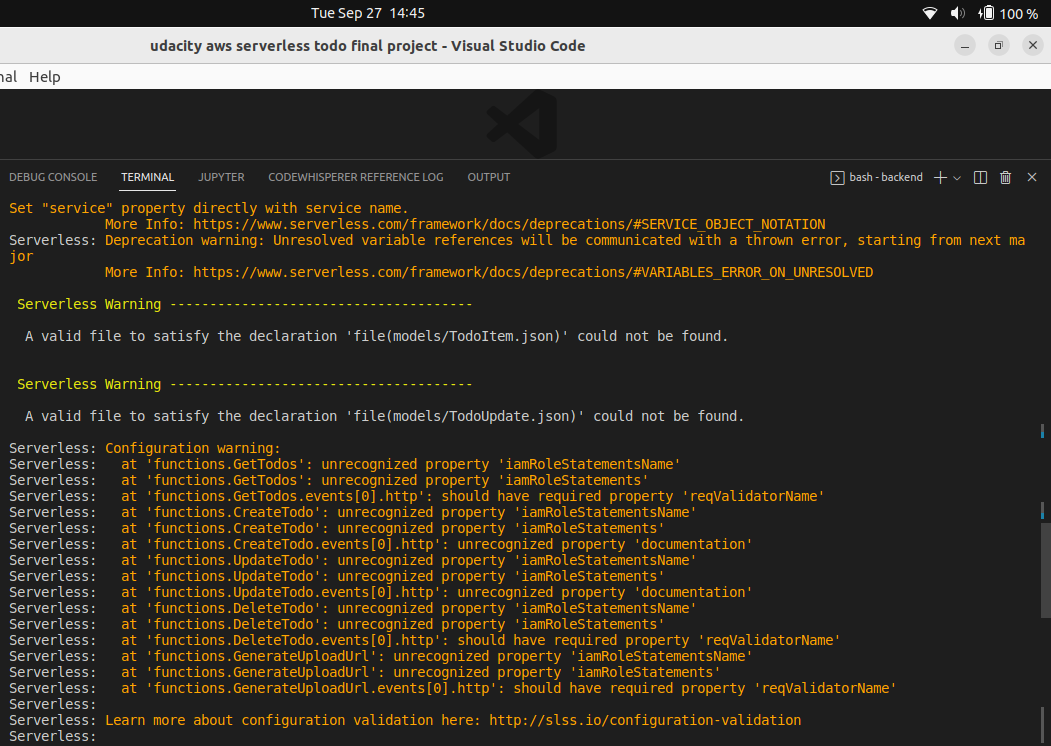 Tue Sep 27 14:45
100 %
udacity aws serverless todo final project - Visual Studio Code
nal Help
DEBUG CONSOLE TERMINAL JUPYTER CODEWHISPERER REFERENCE LOG OUTPUT bash - backend
Set "service" property directly with service name.
More Info: https://www.serverless.com/framework/docs/deprecations/#SERVICE_OBJECT_NOTATION
Serverless: Deprecation warning: Unresolved variable references will be communicated with a thrown error, starting from next ma
jor
More Info: https://www.serverless.com/framework/docs/deprecations/#VARIABLES_ERROR_ON_UNRESOLVED
Serverless Warning --------------------------------------
A valid file to satisfy the declaration 'file(models/TodoItem.json)' could not be found.
Serverless Warning --------------------------------------
A valid file to satisfy the declaration 'file(models/TodoUpdate.json)' could not be found.
Serverless: Configuration warning:
Serverless: at 'functions.GetTodos': unrecognized property 'iamRoleStatementsName'
Serverless: at 'functions.GetTodos': unrecognized property 'iamRoleStatements'
Serverless: at 'functions.GetTodos.events[0].http': should have required property 'reqValidatorName'
Serverless: at 'functions.CreateTodo': unrecognized property 'iamRoleStatementsName'
Serverless: at 'functions.CreateTodo': unrecognized property 'iamRoleStatements'
Serverless: at 'functions.CreateTodo.events[0].http': unrecognized property 'documentation'
Serverless: at 'functions.UpdateTodo': unrecognized property 'iamRoleStatementsName'
Serverless: at 'functions.UpdateTodo': unrecognized property 'iamRoleStatements'
Serverless: at 'functions.UpdateTodo.events[0].http': unrecognized property 'documentation'
Serverless: at 'functions.DeleteTodo': unrecognized property 'iamRoleStatementsName'
Serverless: at 'functions.DeleteTodo': unrecognized property 'iamRoleStatements'
Serverless: at 'functions.DeleteTodo.events[0].http': should have required property 'reqValidatorName'
Serverless: at 'functions.GenerateUploadUrl': unrecognized property 'iamRoleStatementsName'
Serverless: at 'functions.GenerateUploadUrl': unrecognized property 'iamRoleStatements'
Serverless: at 'functions.GenerateUploadUrl.events[0].http': should have required property 'reqValidatorName'
Serverless:
Serverless: Learn more about configuration validation here: http://slss.io/configuration-validation
Serverless: